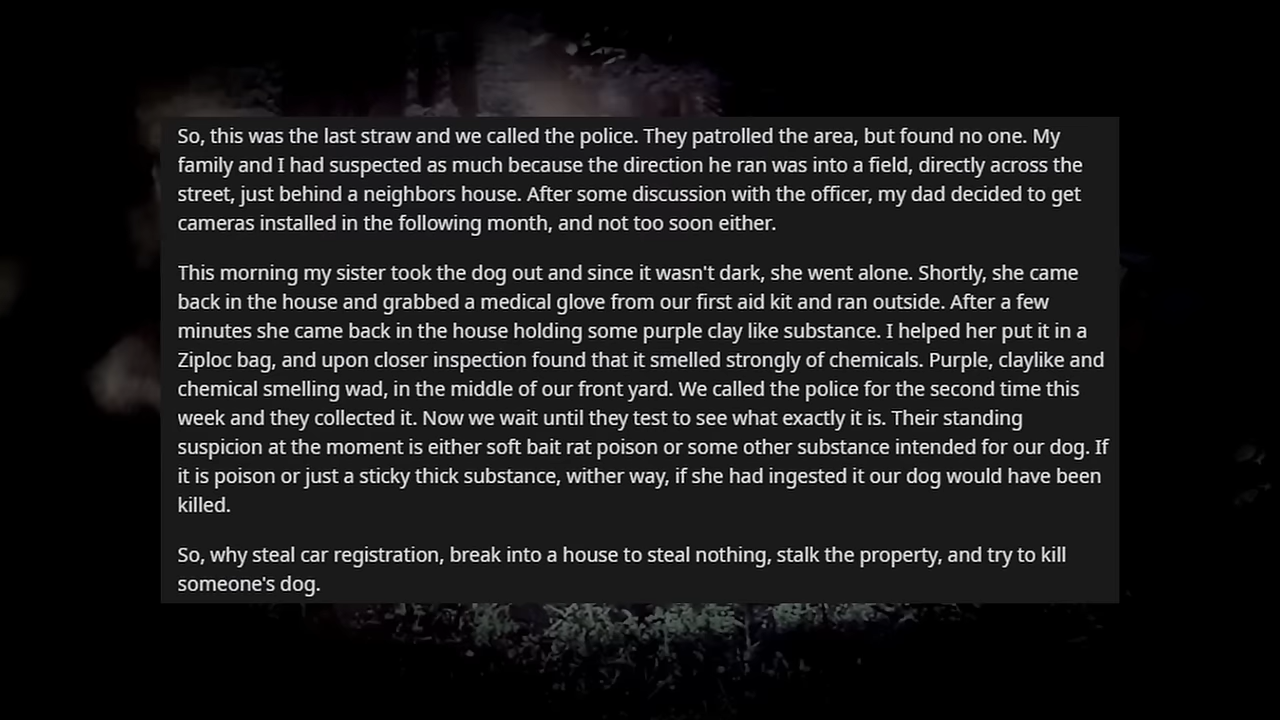 So, this was the last straw and we called the police. They patrolled the area, but found no one. My
family and I had suspected as much because the direction he ran was into a field, directly across the
street, just behind a neighbors house. After some discussion with the officer, my dad decided to get
cameras installed in the following month, and not too soon either.
This morning my sister took the dog out and since it wasn't dark, she went alone. Shortly, she came
back in the house and grabbed a medical glove from our first aid kit and ran outside. After a few
minutes she came back in the house holding some purple clay like substance. I helped her put it in a
Ziploc bag, and upon closer inspection found that it smelled strongly of chemicals. Purple, claylike and
chemical smelling wad, in the middle of our front yard. We called the police for the second time this
week and they collected it. Now we wait until they test to see what exactly it is. Their standing
suspicion at the moment is either soft bait rat poison or some other substance intended for our dog. If
it is poison or just a sticky thick substance, wither way, if she had ingested it our dog would have been
killed.
So, why steal car registration, break into a house to steal nothing, stalk the property, and try to kill
someone's dog.